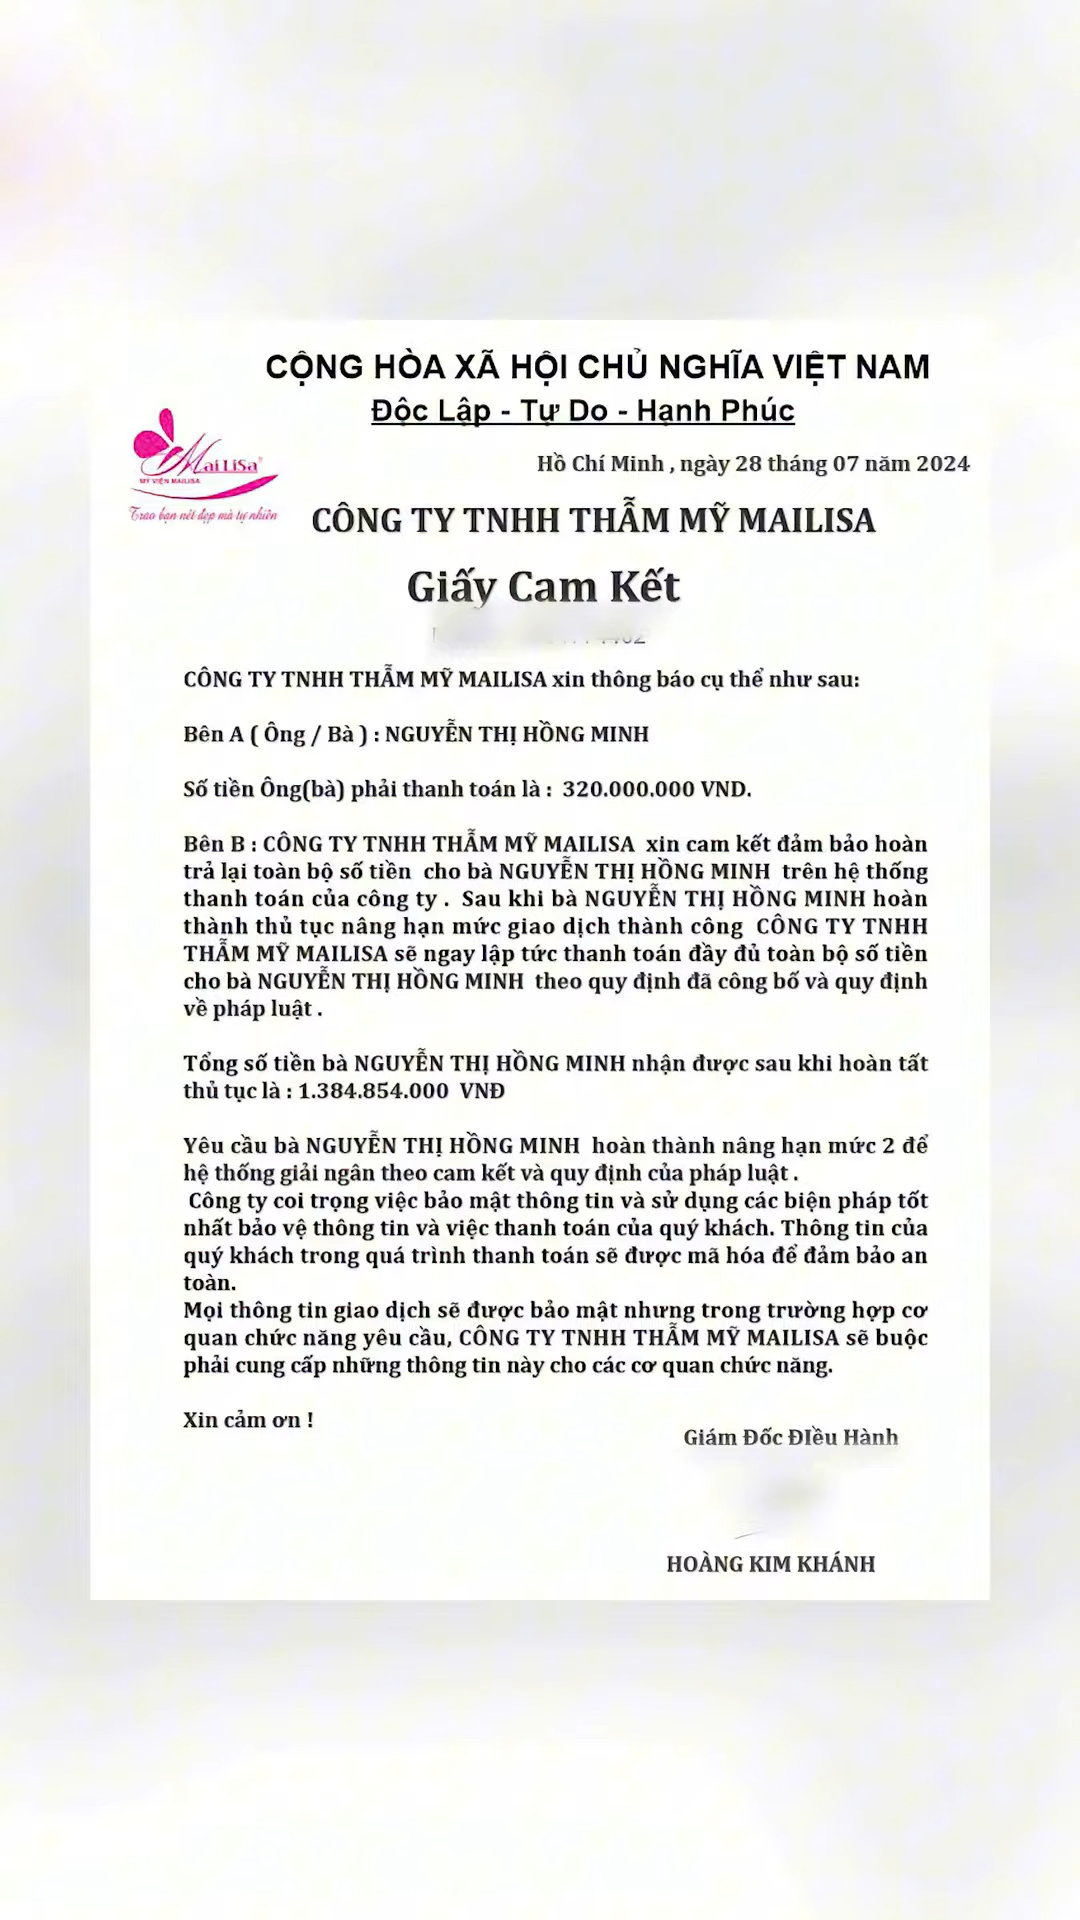 CỘNG HÒA XÃ HỘI CHỦ NGHĨA VIỆT NAM
Độc Lập - Tự Do - Hạnh Phúc
MaiLiSa®
MỸ VIỆN MAILISA
Trao bạn nét đẹp mà tự nhiên
Hồ Chí Minh , ngày 28 tháng 07 năm 2024
CÔNG TY TNHH THẪM MỸ MAILISA
Giấy Cam Kết
CÔNG TY TNHH THẪM MỸ MAILISA xin thông báo cụ thể như sau:
Bên A ( Ông / Bà ) : NGUYỄN THỊ HỒNG MINH
Số tiền Ông(bà) phải thanh toán là : 320.000.000 VND.
Bên B : CÔNG TY TNHH THẪM MỸ MAILISA xin cam kết đảm bảo hoàn
trả lại toàn bộ số tiền cho bà NGUYỄN THỊ HỒNG MINH trên hệ thống
thanh toán của công ty . Sau khi bà NGUYỄN THỊ HỒNG MINH hoàn
thành thủ tục nâng hạn mức giao dịch thành công CÔNG TY TNHH
THẪM MỸ MAILISA sẽ ngay lập tức thanh toán đầy đủ toàn bộ số tiền
cho bà NGUYỄN THỊ HỒNG MINH theo quy định đã công bố và quy định
về pháp luật .
Tổng số tiền bà NGUYỄN THỊ HỒNG MINH nhận được sau khi hoàn tất
thủ tục là : 1.384.854.000 VNĐ
Yêu cầu bà NGUYỄN THỊ HỒNG MINH hoàn thành nâng hạn mức 2 để
hệ thống giải ngân theo cam kết và quy định của pháp luật .
Công ty coi trọng việc bảo mật thông tin và sử dụng các biện pháp tốt
nhất bảo vệ thông tin và việc thanh toán của quý khách. Thông tin của
quý khách trong quá trình thanh toán sẽ được mã hóa để đảm bảo an
toàn.
Mọi thông tin giao dịch sẽ được bảo mật nhưng trong trường hợp cơ
quan chức năng yêu cầu, CÔNG TY TNHH THẪM MỸ MAILISA sẽ buộc
phải cung cấp những thông tin này cho các cơ quan chức năng.
Xin cảm ơn !
Giám Đốc ĐIều Hành
HOÀNG KIM KHÁNH